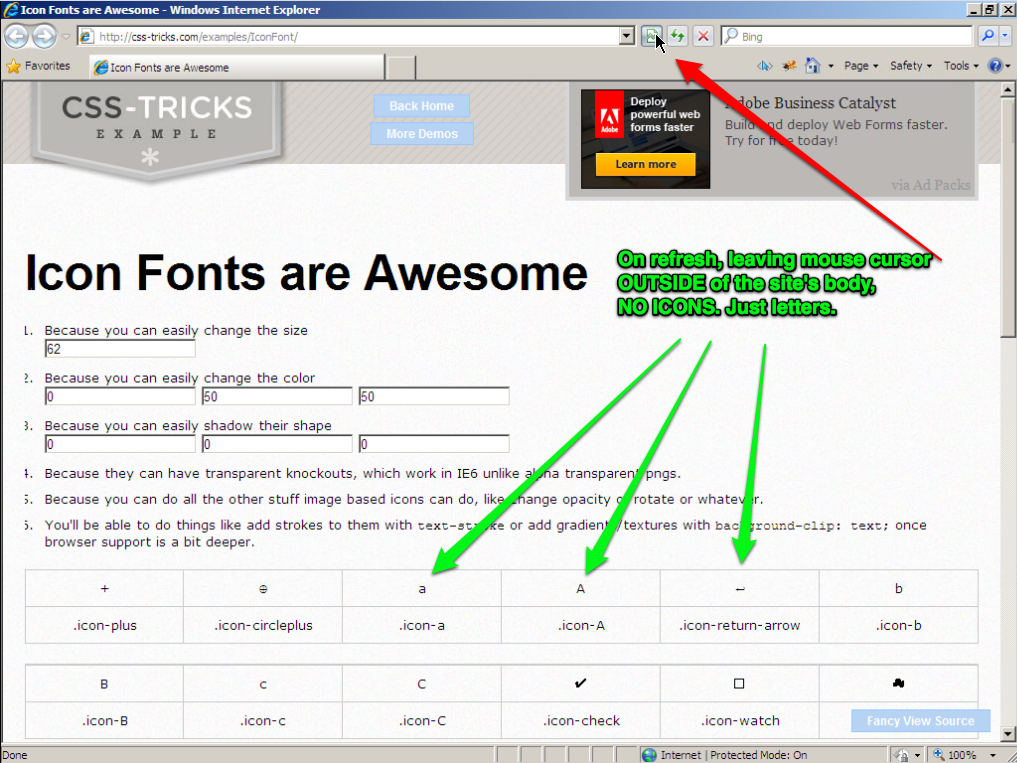 Icon Fonts are Awesome - Windows Internet Explorer
http://css-tricks.com/examples/IconFont/
Bing
Favorites
Icon Fonts are Awesome
Page
Safety
Tools
CSS-TRICKS
EXAMPLE
*
Back Home
More Demos
Adobe
Deploy
powerful web
forms faster
Learn more
Adobe Business Catalyst
Build and deploy Web Forms faster.
Try for free today!
via Ad Packs
Icon Fonts are Awesome
On refresh, leaving mouse cursor
OUTSIDE of the site's body,
NO ICONS. Just letters.
1. Because you can easily change the size
62
2. Because you can easily change the color
0 50 50
3. Because you can easily shadow their shape
0 0 0
4. Because they can have transparent knockouts, which work in IE6 unlike alpha transparent pngs.
5. Because you can do all the other stuff image based icons can do, like change opacity or rotate or whatever.
6. You'll be able to do things like add strokes to them with text-stroke or add gradients/textures with background-clip: text; once
browser support is a bit deeper.
+ ⊕ a A ↩ b
.icon-plus .icon-circleplus .icon-a .icon-A .icon-return-arrow .icon-b
B c C ✔ □
.icon-B .icon-c .icon-C .icon-check .icon-watch
Fancy View Source
Done
Internet | Protected Mode: On
100%